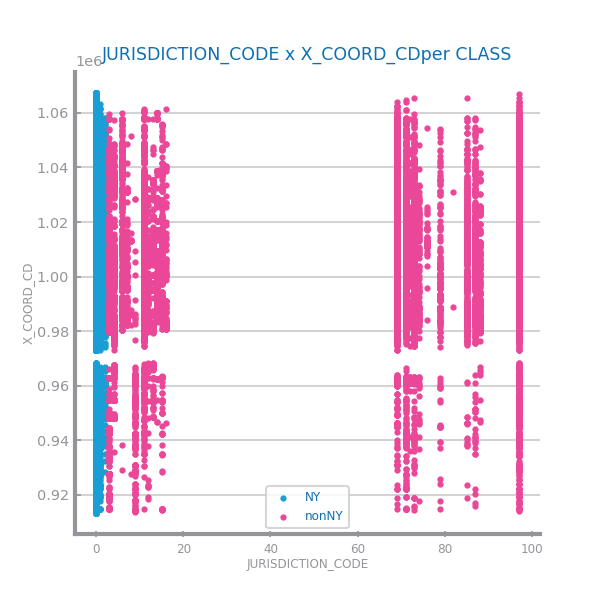 JURISDICTION_CODE x X_COORD_CDper CLASS
1e6
1.06
1.04
1.02
1.00
0.98
0.96
0.94
0.92
X_COORD_CD
NY
nonNY
0 20 40 60 80 100
JURISDICTION_CODE